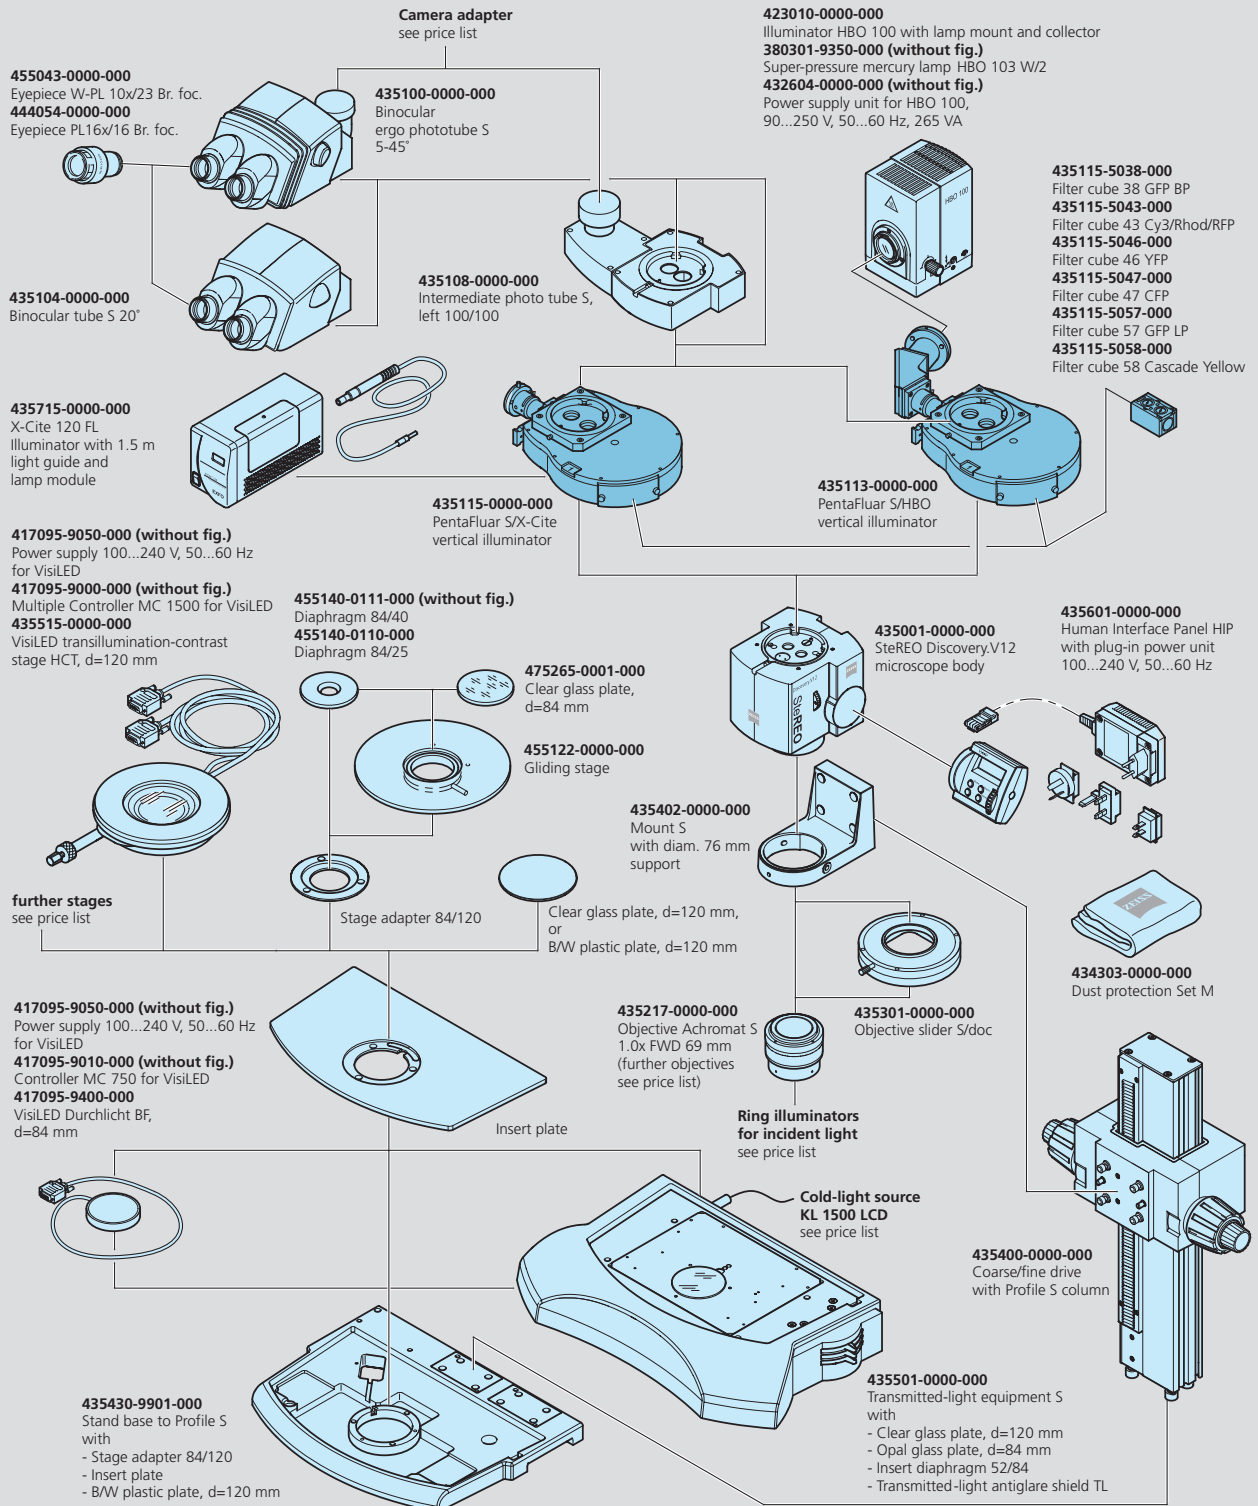 Camera adapter
see price list
423010-0000-000
Illuminator HBO 100 with lamp mount and collector
380301-9350-000 (without fig.)
Super-pressure mercury lamp HBO 103 W/2
432604-0000-000 (without fig.)
Power supply unit for HBO 100,
90...250 V, 50...60 Hz, 265 VA
455043-0000-000
Eyepiece W-PL 10x/23 Br. foc.
444054-0000-000
Eyepiece PL16x/16 Br. foc.
435100-0000-000
Binocular
ergo phototube S
5-45°
HBO 100
435115-5038-000
Filter cube 38 GFP BP
435115-5043-000
Filter cube 43 Cy3/Rhod/RFP
435115-5046-000
Filter cube 46 YFP
435115-5047-000
Filter cube 47 CFP
435115-5057-000
Filter cube 57 GFP LP
435115-5058-000
Filter cube 58 Cascade Yellow
435104-0000-000
Binocular tube S 20°
435108-0000-000
Intermediate photo tube S,
left 100/100
435715-0000-000
X-Cite 120 FL
Illuminator with 1.5 m
light guide and
lamp module
435115-0000-000
PentaFluar S/X-Cite
vertical illuminator
435113-0000-000
PentaFluar S/HBO
vertical illuminator
417095-9050-000 (without fig.)
Power supply 100...240 V, 50...60 Hz
for VisiLED
417095-9000-000 (without fig.)
Multiple Controller MC 1500 for VisiLED
435515-0000-000
VisiLED transillumination-contrast
stage HCT, d=120 mm
455140-0111-000 (without fig.)
Diaphragm 84/40
455140-0110-000
Diaphragm 84/25
475265-0001-000
Clear glass plate,
d=84 mm
455122-0000-000
Gliding stage
435001-0000-000
SteREO Discovery.V12
microscope body
Discovery.V12
SteREO
435601-0000-000
Human Interface Panel HIP
with plug-in power unit
100...240 V, 50...60 Hz
435402-0000-000
Mount S
with diam. 76 mm
support
further stages
see price list
Stage adapter 84/120
Clear glass plate, d=120 mm,
or
B/W plastic plate, d=120 mm
ZEISS
434303-0000-000
Dust protection Set M
417095-9050-000 (without fig.)
Power supply 100...240 V, 50...60 Hz
for VisiLED
417095-9010-000 (without fig.)
Controller MC 750 for VisiLED
417095-9400-000
VisiLED Durchlicht BF,
d=84 mm
435217-0000-000
Objective Achromat S
1.0x FWD 69 mm
(further objectives
see price list)
435301-0000-000
Objective slider S/doc
Insert plate
Ring illuminators
for incident light
see price list
Cold-light source
KL 1500 LCD
see price list
435400-0000-000
Coarse/fine drive
with Profile S column
435430-9901-000
Stand base to Profile S
with
- Stage adapter 84/120
- Insert plate
- B/W plastic plate, d=120 mm
435501-0000-000
Transmitted-light equipment S
with
- Clear glass plate, d=120 mm
- Opal glass plate, d=84 mm
- Insert diaphragm 52/84
- Transmitted-light antiglare shield TL